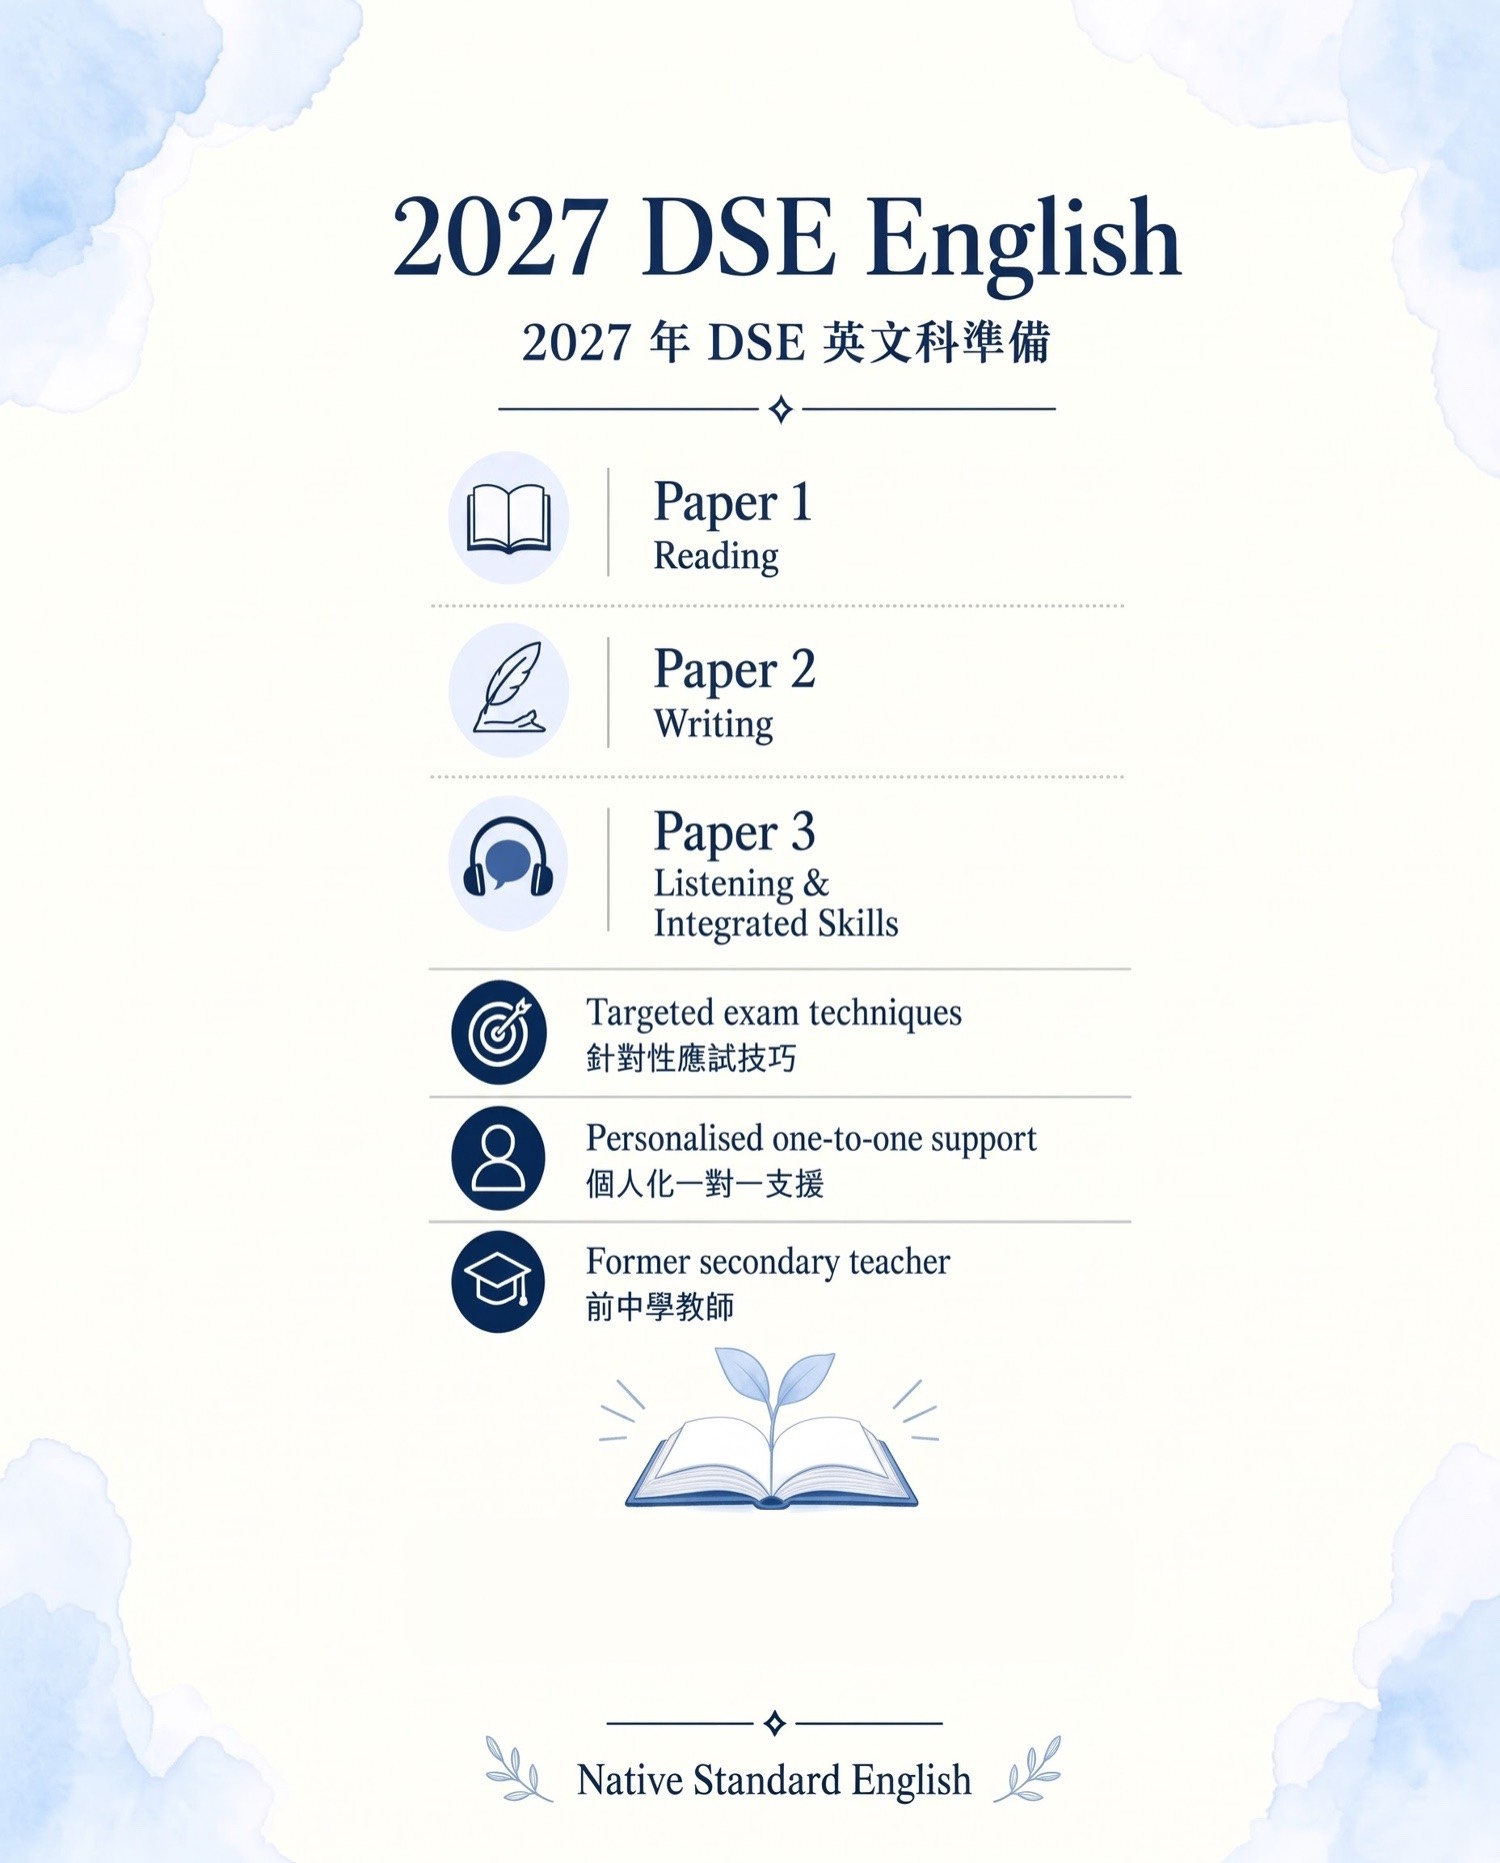 2027 DSE English
2027 年 DSE 英文科準備
Paper 1
Reading
Paper 2
Writing
Paper 3
Listening &
Integrated Skills
Targeted exam techniques
針對性應試技巧
Personalised one-to-one support
個人化一對一支援
Former secondary teacher
前中學教師
Native Standard English